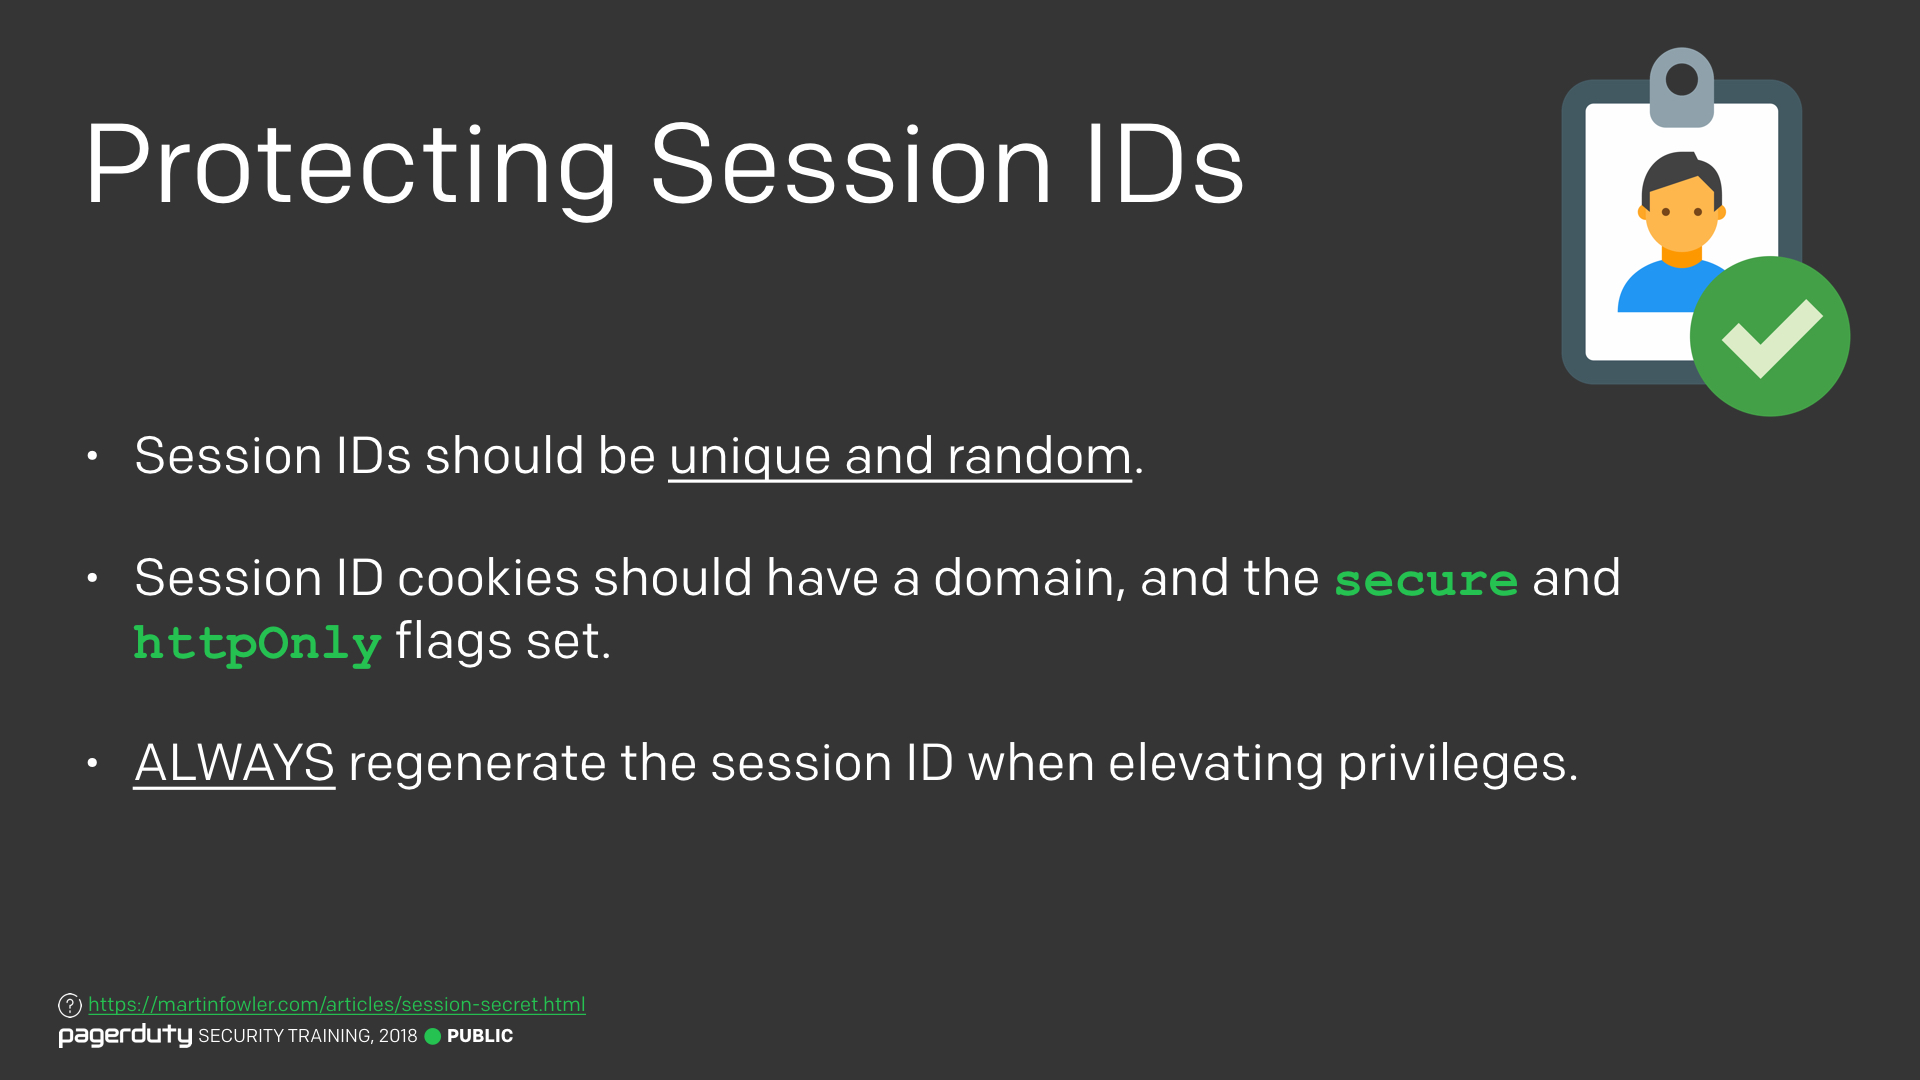 Protecting Session IDs
• Session IDs should be unique and random.
• Session ID cookies should have a domain, and the secure and
httpOnly flags set.
• ALWAYS regenerate the session ID when elevating privileges.
? https://martinfowler.com/articles/session-secret.html
pagerduty SECURITY TRAINING, 2018 PUBLIC